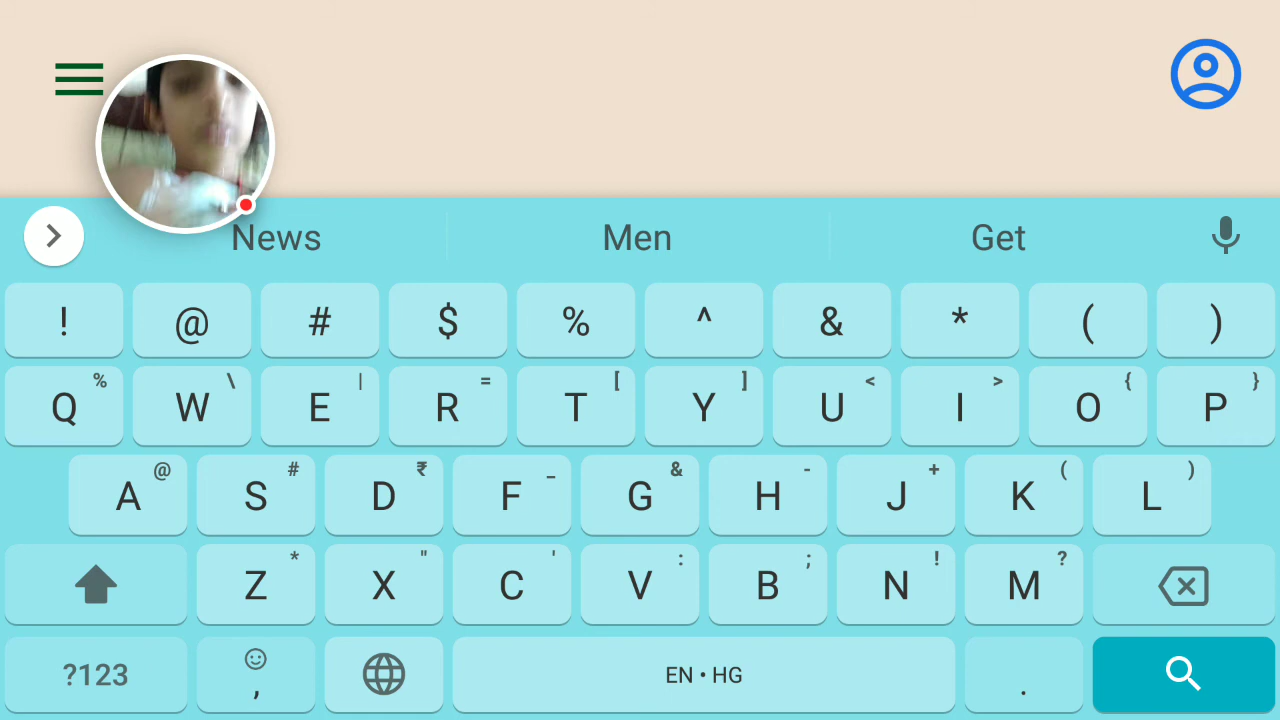 News Men Get
! @ # $ % ^ & * ( )
Q % W \ E | R = T [ Y ] U < I > O { P }
A @ S # D ₹ F _ G & H - J + K ( L )
Z * X " C ' V : B ; N ! M ?
?123 , EN • HG .